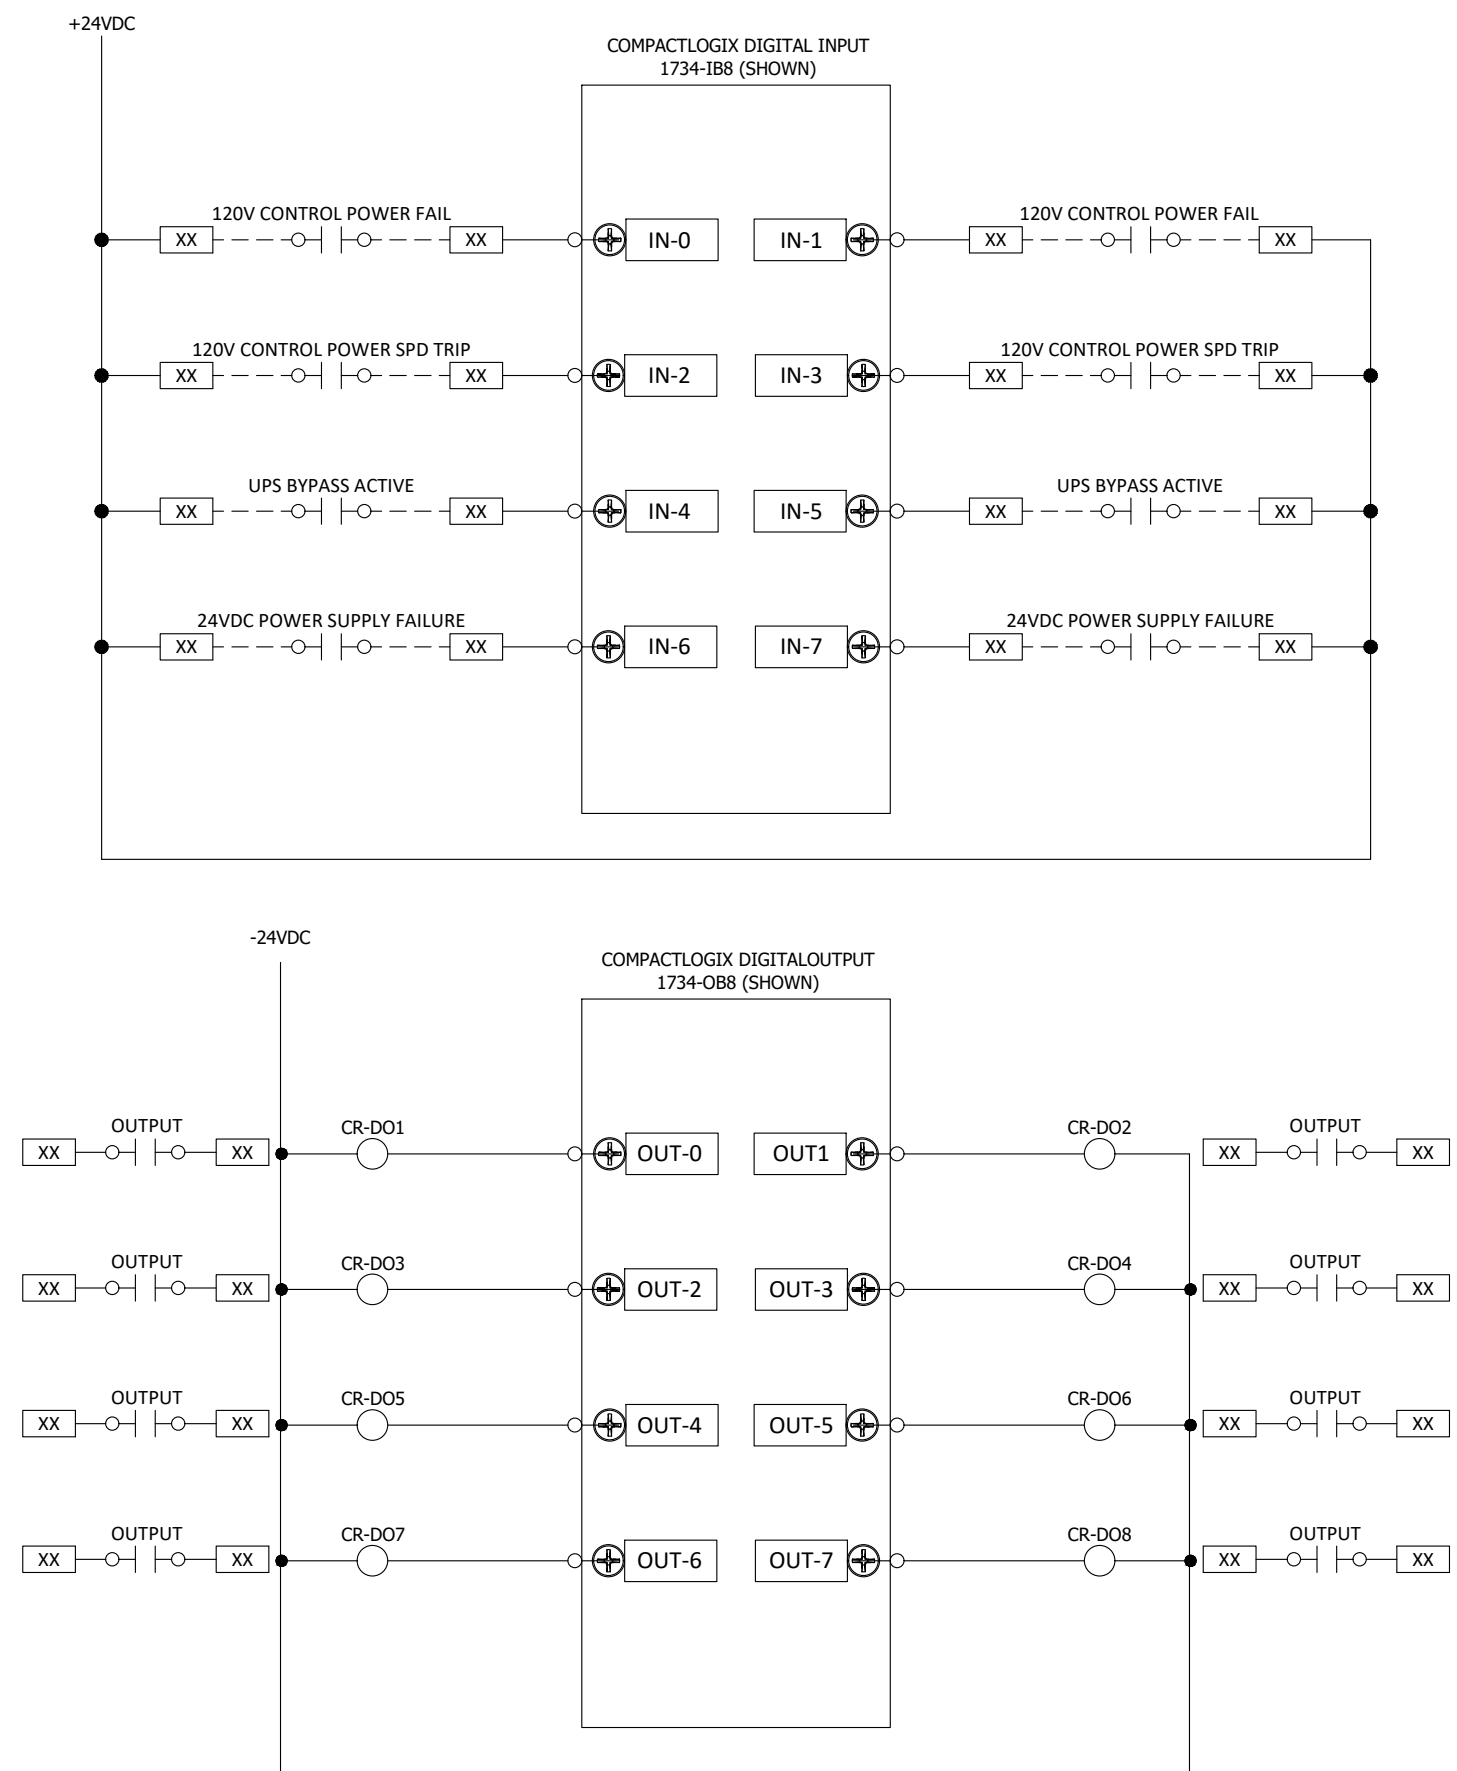 +24VDC
COMPACTLOGIX DIGITAL INPUT
1734-IB8 (SHOWN)
120V CONTROL POWER FAIL
120V CONTROL POWER FAIL
XX
XX
IN-0
IN-1
XX
XX
120V CONTROL POWER SPD TRIP
120V CONTROL POWER SPD TRIP
XX
XX
IN-2
IN-3
XX
XX
UPS BYPASS ACTIVE
UPS BYPASS ACTIVE
XX
XX
IN-4
IN-5
XX
XX
24VDC POWER SUPPLY FAILURE
24VDC POWER SUPPLY FAILURE
XX
XX
IN-6
IN-7
XX
XX
-24VDC
COMPACTLOGIX DIGITALOUTPUT
1734-OB8 (SHOWN)
OUTPUT
CR-DO1
CR-DO2
OUTPUT
XX
XX
OUT-0
OUT1
XX
XX
OUTPUT
CR-DO3
CR-DO4
OUTPUT
XX
XX
OUT-2
OUT-3
XX
XX
OUTPUT
CR-DO5
CR-DO6
OUTPUT
XX
XX
OUT-4
OUT-5
XX
XX
OUTPUT
CR-DO7
CR-DO8
OUTPUT
XX
XX
OUT-6
OUT-7
XX
XX